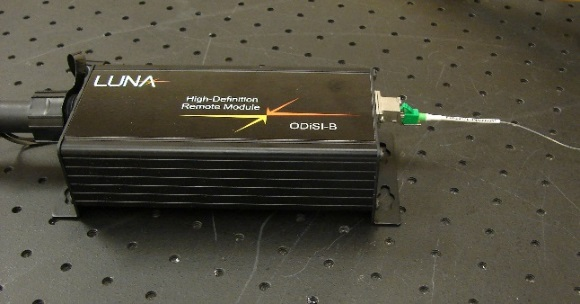 LUNA
High-Definition
Remote Module
ODiSI-B